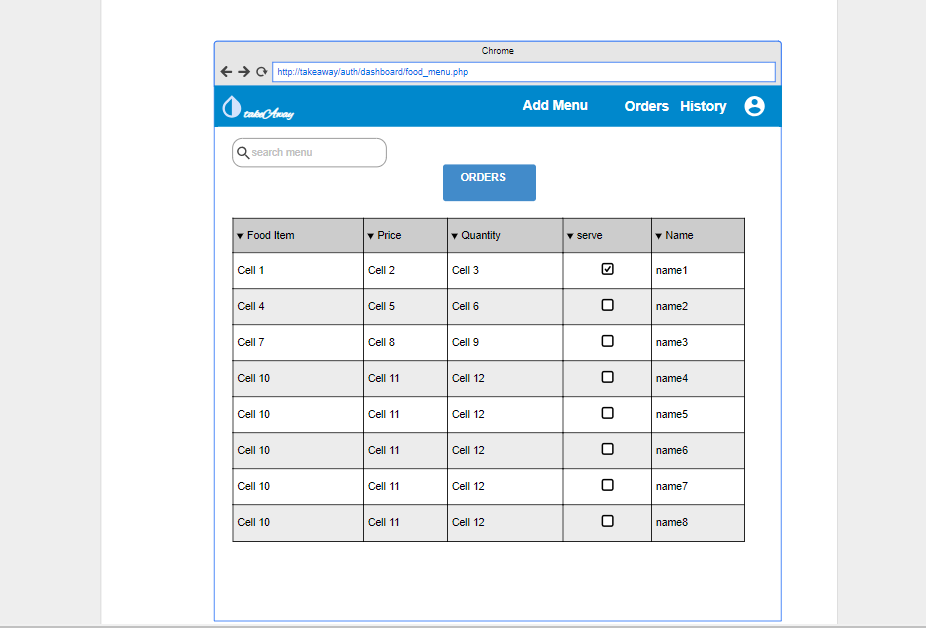 Chrome
http://takeaway/auth/dashboard/food_menu.php
takeAway Add Menu Orders History
search menu
ORDERS
Food Item Price Quantity serve Name
Cell 1 Cell 2 Cell 3 name1
Cell 4 Cell 5 Cell 6 name2
Cell 7 Cell 8 Cell 9 name3
Cell 10 Cell 11 Cell 12 name4
Cell 10 Cell 11 Cell 12 name5
Cell 10 Cell 11 Cell 12 name6
Cell 10 Cell 11 Cell 12 name7
Cell 10 Cell 11 Cell 12 name8